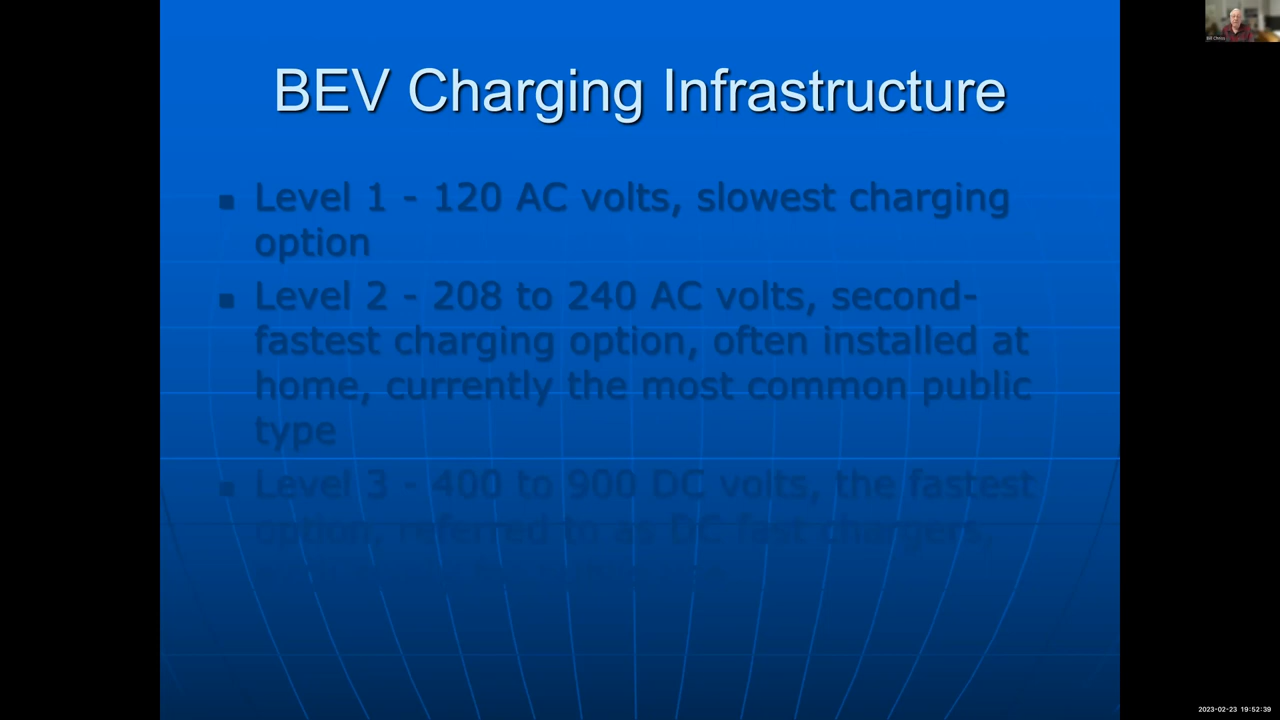 BEV Charging Infrastructure
Level 1 - 120 AC volts, slowest charging
option
Level 2 - 208 to 240 AC volts, second-
fastest charging option, often installed at
home, currently the most common public
type
Level 3 - 400 to 900 DC volts, the fastest
option, referred to as DC fast chargers,
2023-02-23 19:52:39